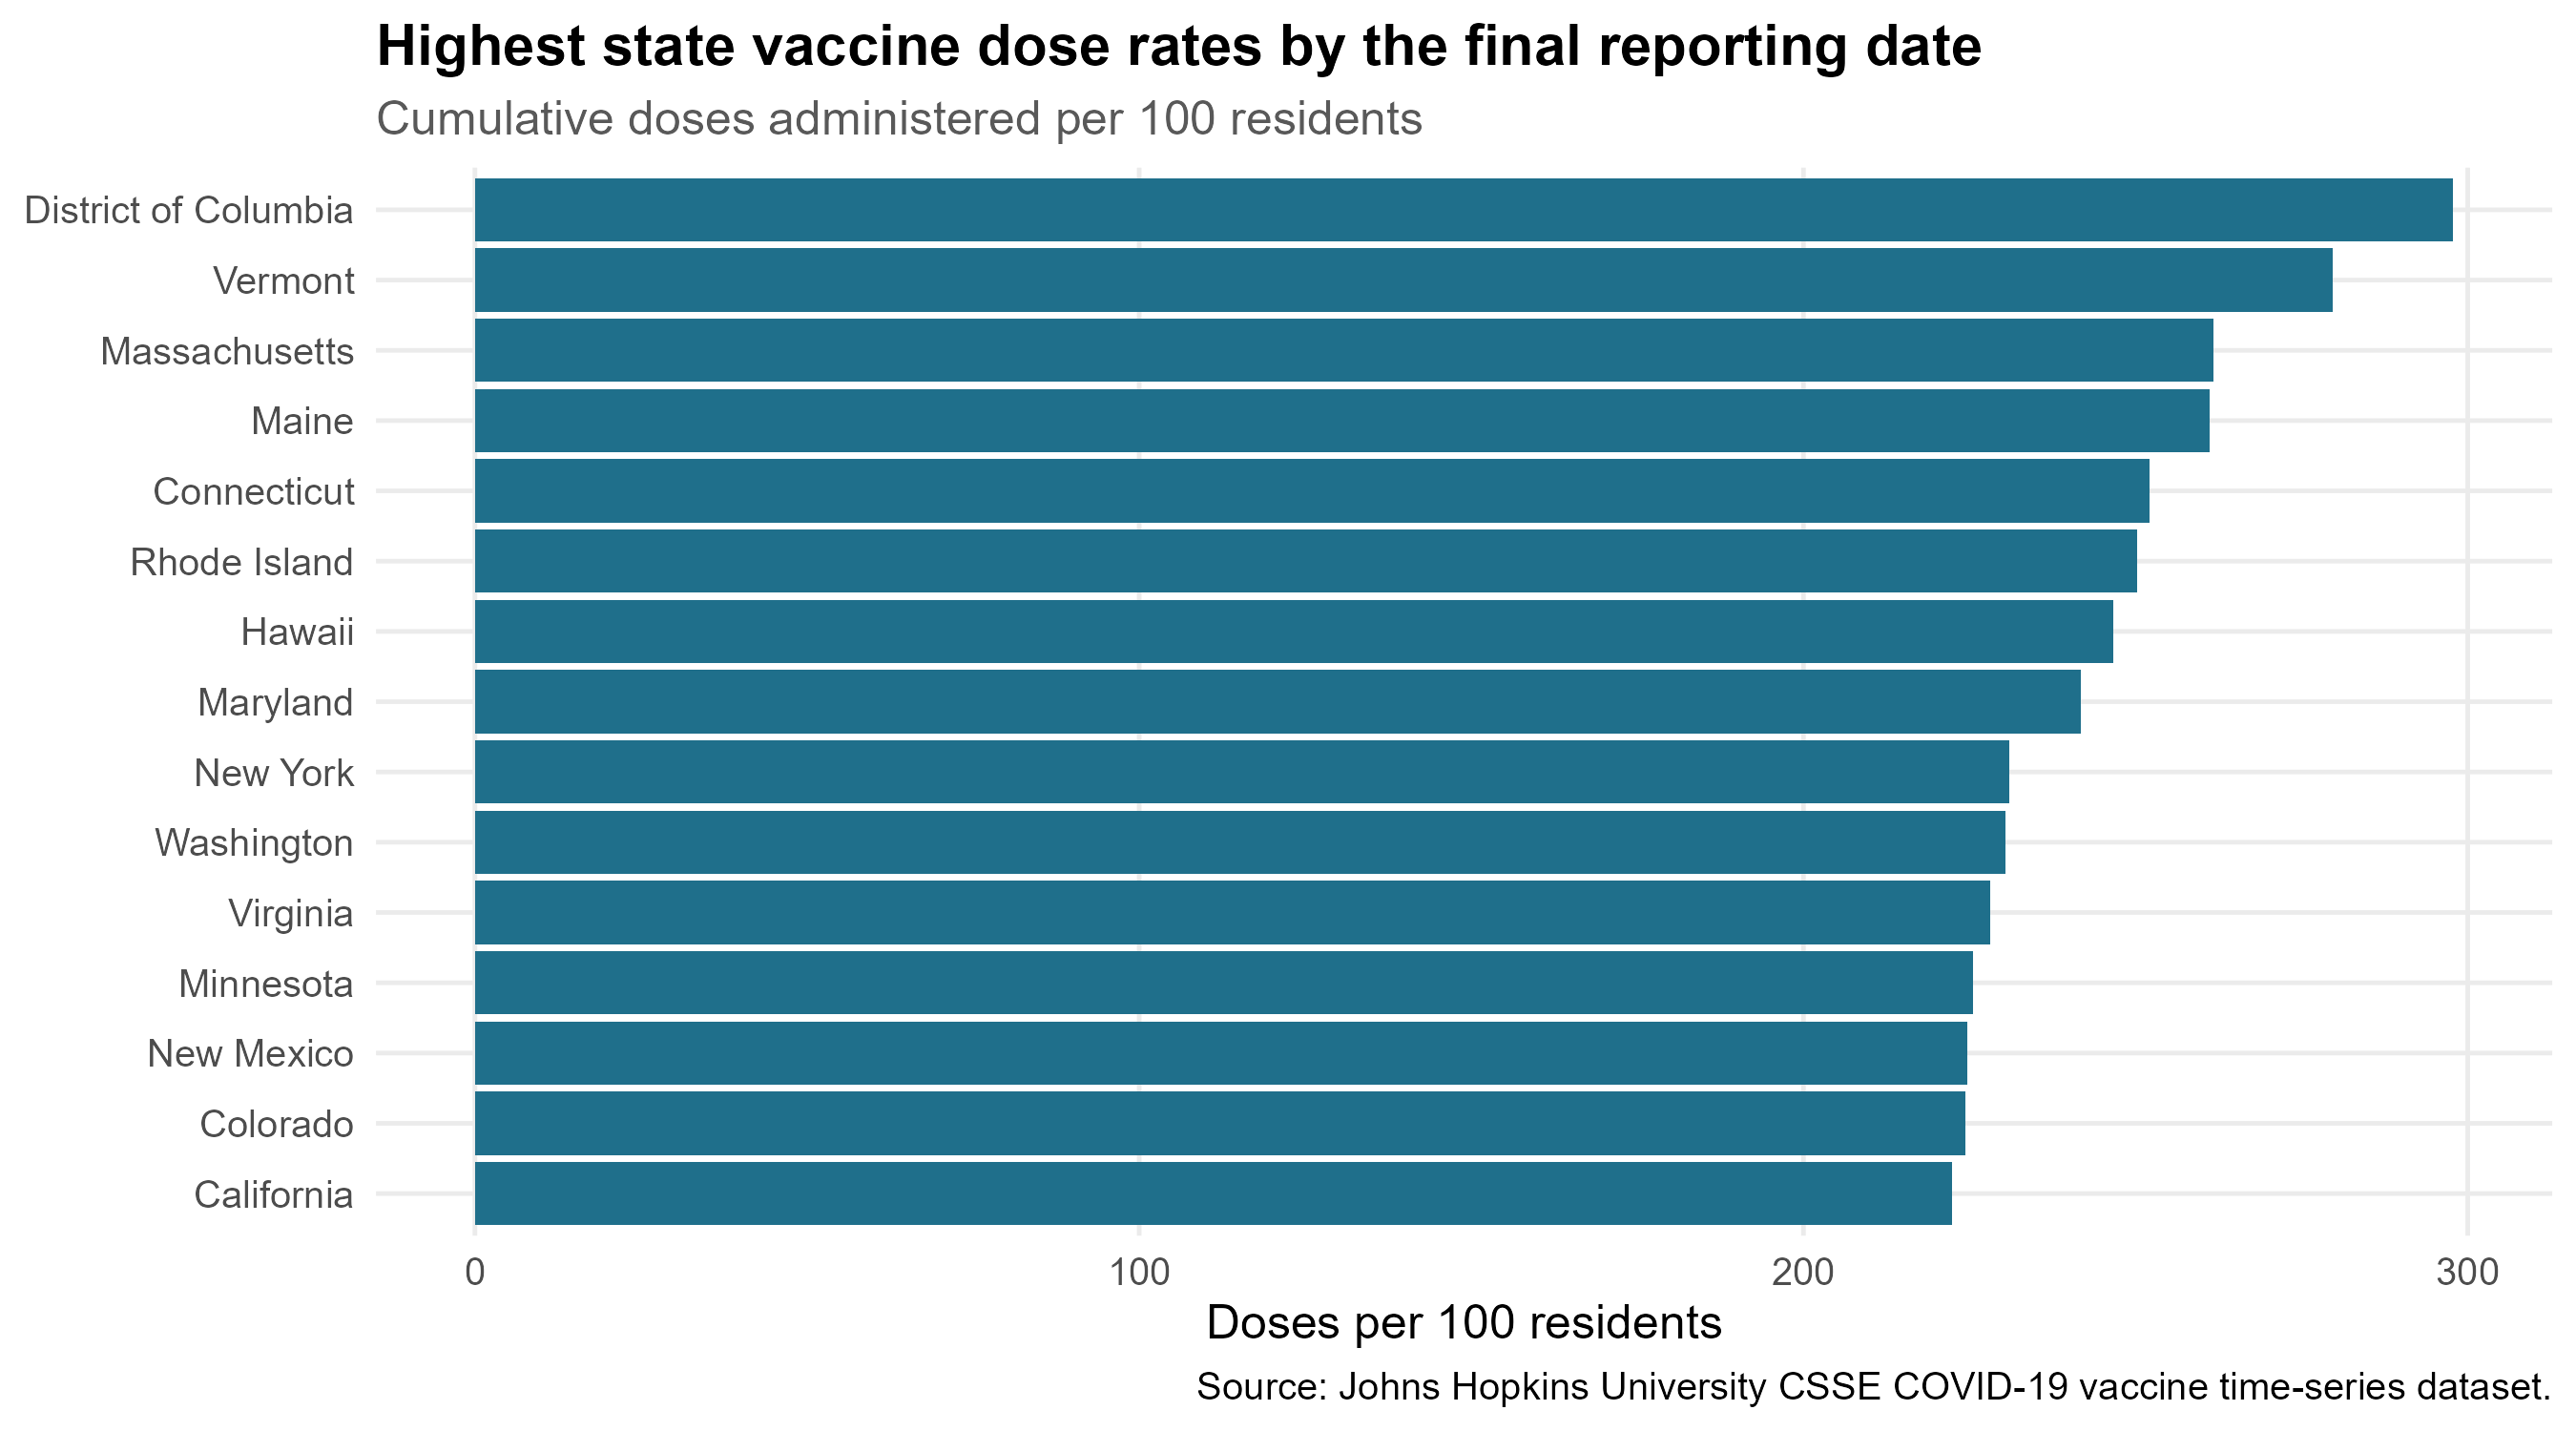 Highest state vaccine dose rates by the final reporting date
Cumulative doses administered per 100 residents
District of Columbia
Vermont
Massachusetts
Maine
Connecticut
Rhode Island
Hawaii
Maryland
New York
Washington
Virginia
Minnesota
New Mexico
Colorado
California
0 100 200 300
Doses per 100 residents
Source: Johns Hopkins University CSSE COVID-19 vaccine time-series dataset.